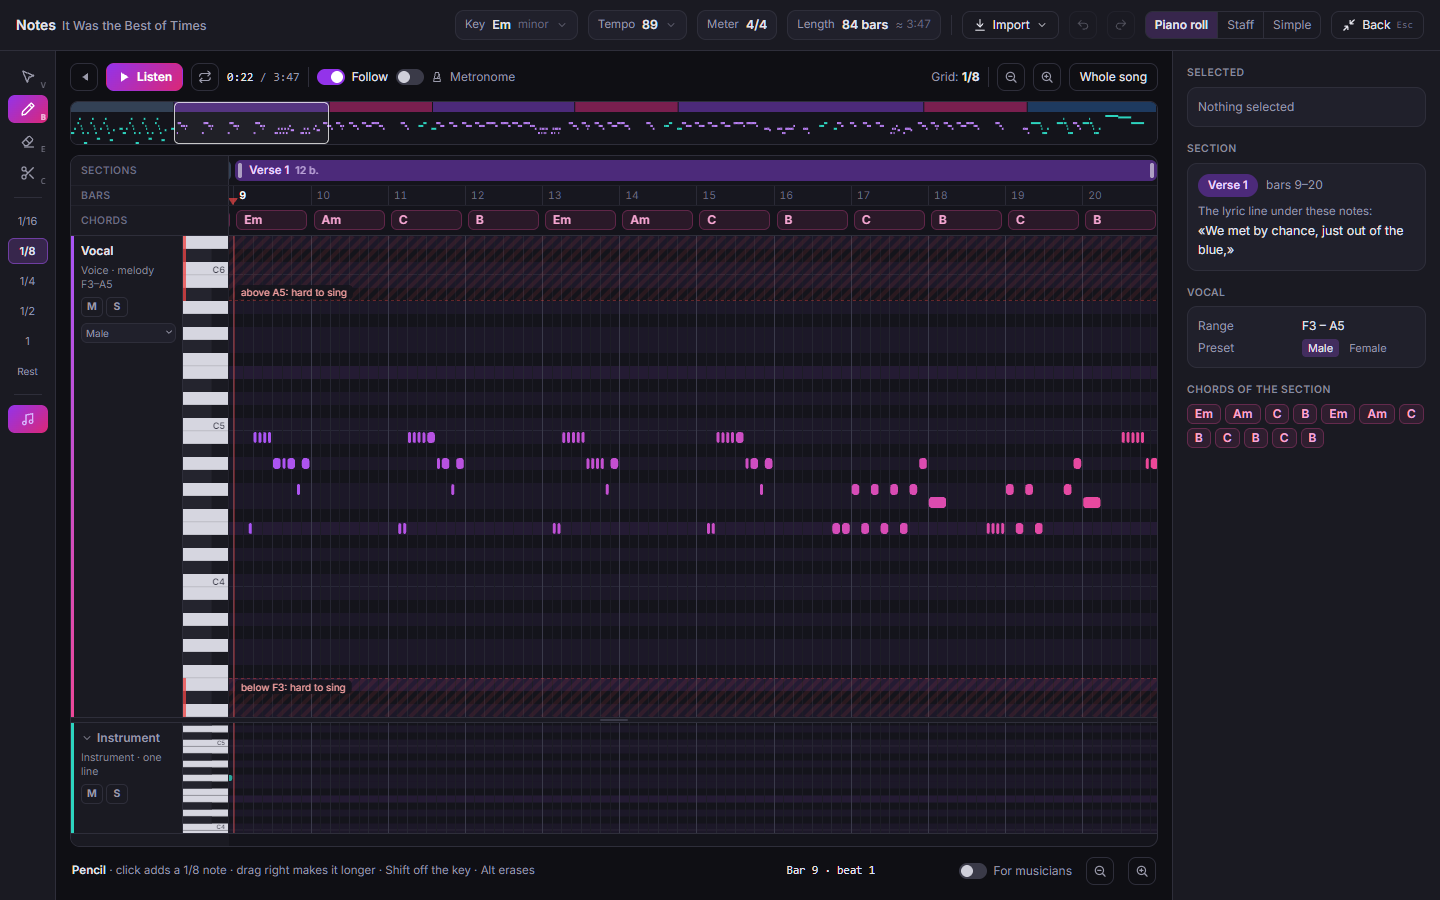 Notes It Was the Best of Times
Key Em minor
Tempo 89
Meter 4/4
Length 84 bars ≈ 3:47
Import
Piano roll
Staff
Simple
Back Esc
V
B
E
C
1/16
1/8
1/4
1/2
1
Rest
Listen
0:22 / 3:47
Follow
Metronome
Grid: 1/8
Whole song
SECTIONS
Verse 1 12 b.
BARS
9 10 11 12 13 14 15 16 17 18 19 20
CHORDS
Em Am C B Em Am C B C B C B
Vocal
Voice · melody
F3–A5
M S
Male
C6
above A5: hard to sing
C5
C4
below F3: hard to sing
Instrument
Instrument · one
line
M S
C5
C4
Pencil · click adds a 1/8 note · drag right makes it longer · Shift off the key · Alt erases
Bar 9 · beat 1
For musicians
SELECTED
Nothing selected
SECTION
Verse 1 bars 9–20
The lyric line under these notes:
«We met by chance, just out of the
blue,»
VOCAL
Range F3 – A5
Preset Male Female
CHORDS OF THE SECTION
Em Am C B Em Am C
B C B C B